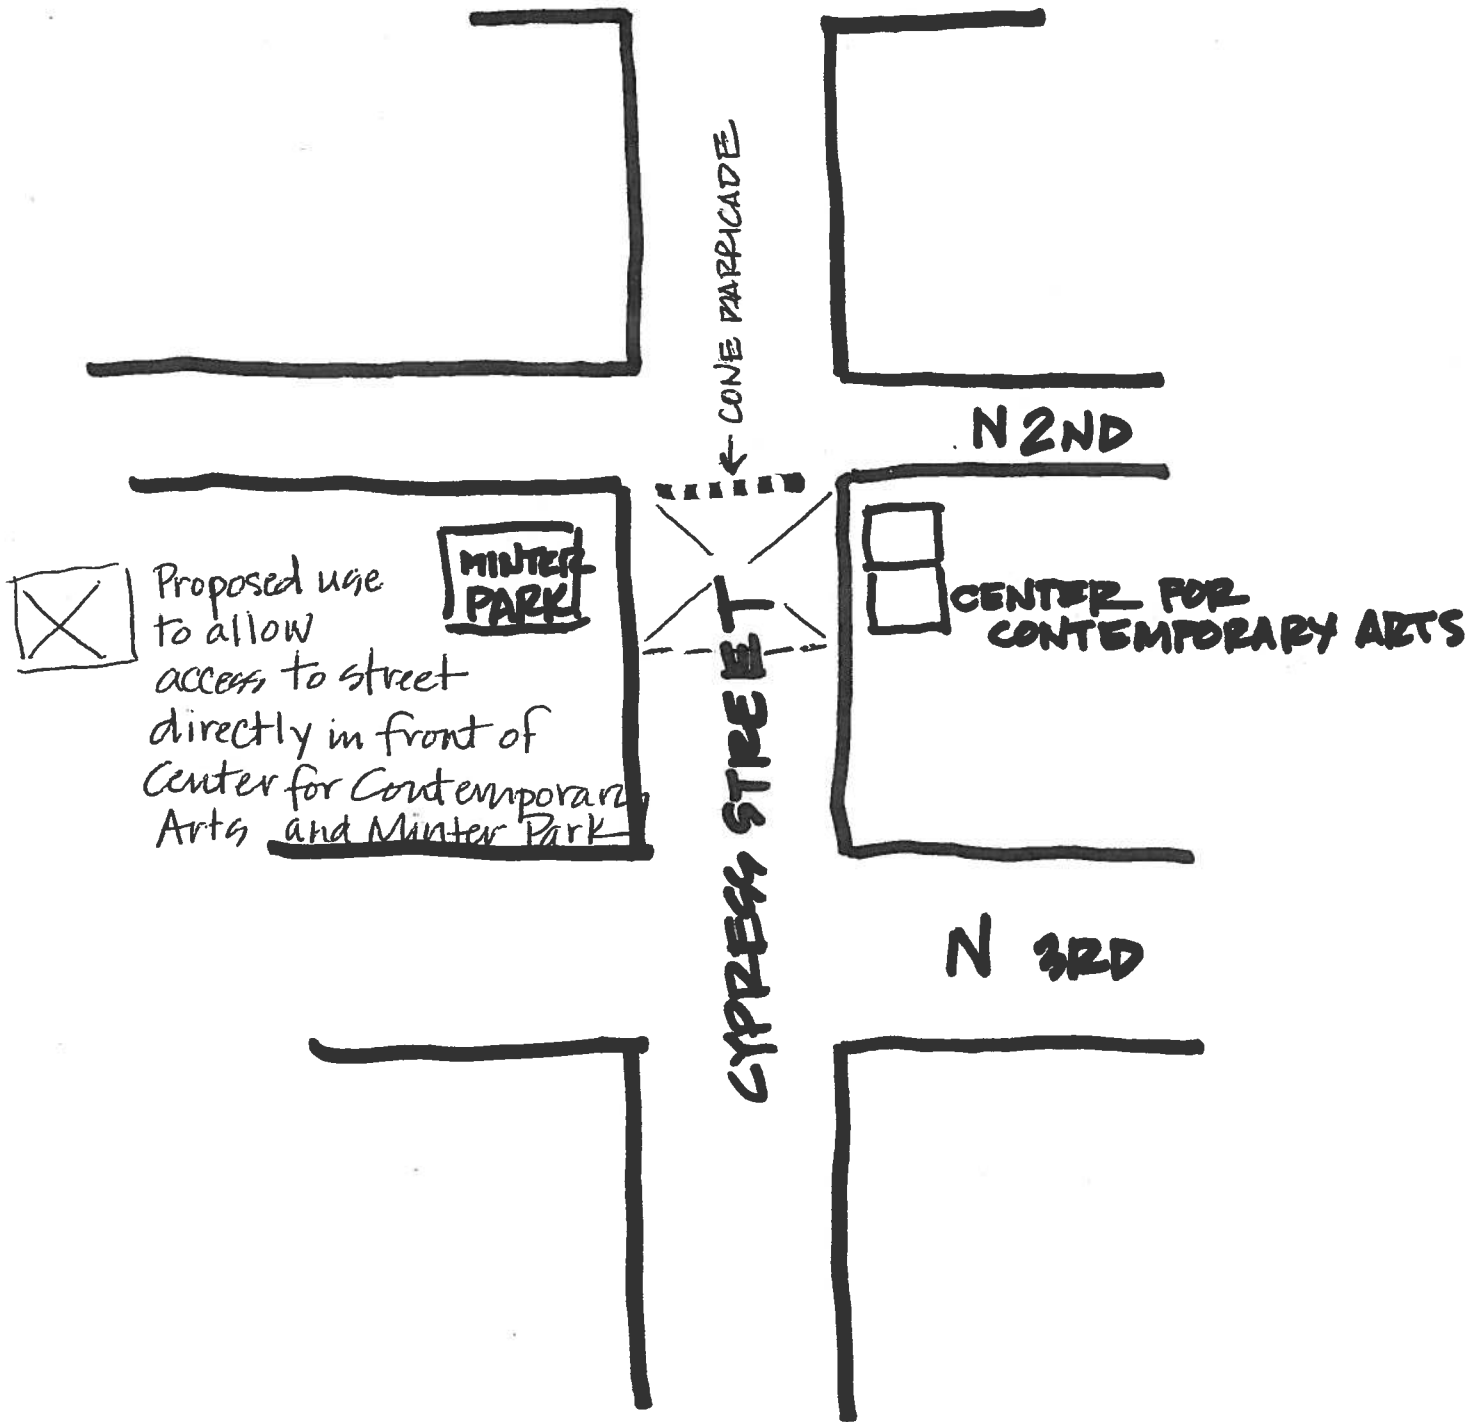 ← CONE BARRICADE
N 2ND
MINTER
PARK
CENTER FOR
CONTEMPORARY ARTS
Proposed use
to allow
access to street
directly in front of
Center for Contemporary
Arts and Minter Park
CYPRESS STREET
N 3RD